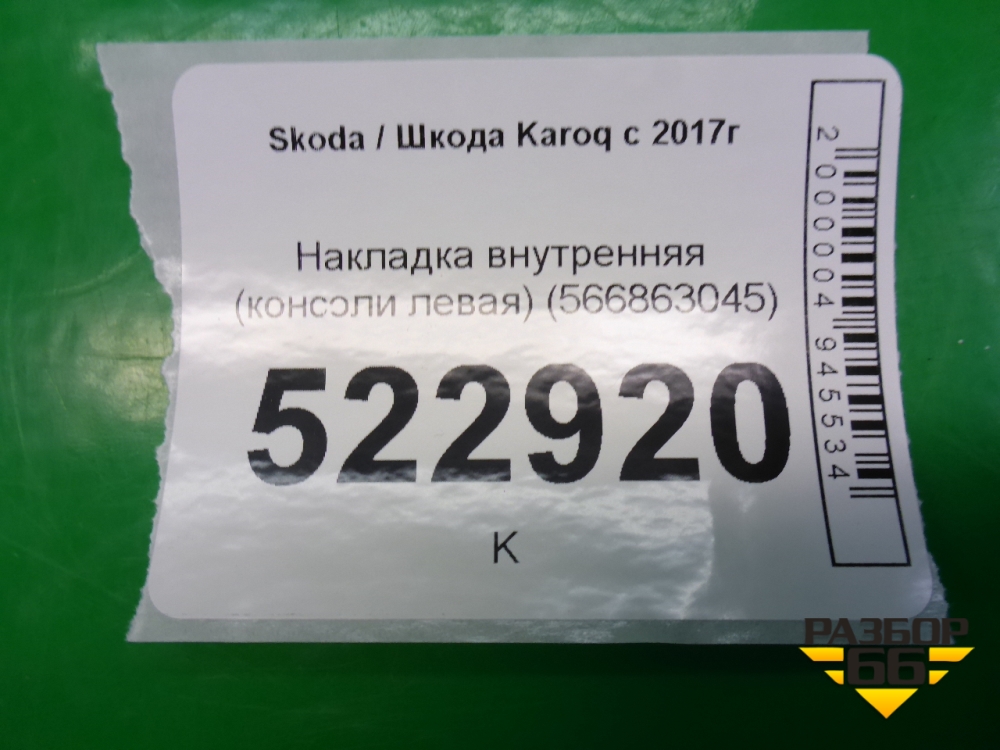 Skoda / Шкода Karoq с 2017г
Накладка внутренняя
(консоли левая) (566863045)
522920
К
2 000004 945534
РАЗБОР
66